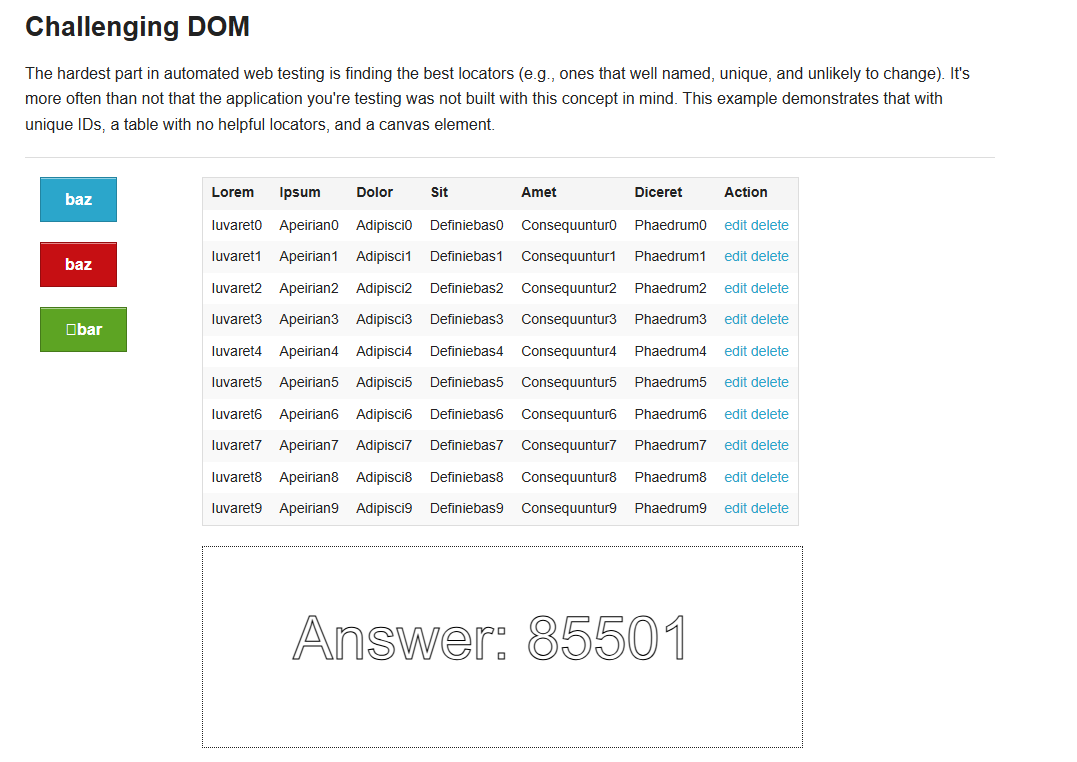 Challenging DOM
The hardest part in automated web testing is finding the best locators (e.g., ones that well named, unique, and unlikely to change). It's
more often than not that the application you're testing was not built with this concept in mind. This example demonstrates that with
unique IDs, a table with no helpful locators, and a canvas element.
baz
baz
bar
Lorem Ipsum Dolor Sit Amet Diceret Action
Iuvaret0 Apeirian0 Adipisci0 Definiebas0 Consequuntur0 Phaedrum0 edit delete
Iuvaret1 Apeirian1 Adipisci1 Definiebas1 Consequuntur1 Phaedrum1 edit delete
Iuvaret2 Apeirian2 Adipisci2 Definiebas2 Consequuntur2 Phaedrum2 edit delete
Iuvaret3 Apeirian3 Adipisci3 Definiebas3 Consequuntur3 Phaedrum3 edit delete
Iuvaret4 Apeirian4 Adipisci4 Definiebas4 Consequuntur4 Phaedrum4 edit delete
Iuvaret5 Apeirian5 Adipisci5 Definiebas5 Consequuntur5 Phaedrum5 edit delete
Iuvaret6 Apeirian6 Adipisci6 Definiebas6 Consequuntur6 Phaedrum6 edit delete
Iuvaret7 Apeirian7 Adipisci7 Definiebas7 Consequuntur7 Phaedrum7 edit delete
Iuvaret8 Apeirian8 Adipisci8 Definiebas8 Consequuntur8 Phaedrum8 edit delete
Iuvaret9 Apeirian9 Adipisci9 Definiebas9 Consequuntur9 Phaedrum9 edit delete
Answer: 85501